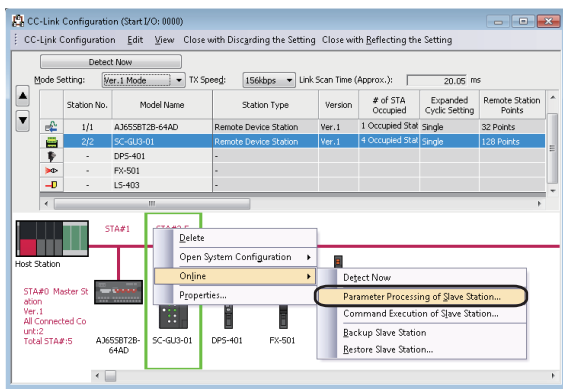 CC-Link Configuration (Start I/O: 0000)
CC-Link Configuration Edit View Close with Discarding the Setting Close with Reflecting the Setting
Detect Now
Mode Setting: Ver.1 Mode TX Speed: 156kbps Link Scan Time (Approx.): 20.05 ms
Station No. Model Name Station Type Version # of STA Occupied Expanded Cyclic Setting Remote Station Points
1/1 AJ65SBT2B-64AD Remote Device Station Ver.1 1 Occupied Stat Single 32 Points
2/2 SC-GU3-01 Remote Device Station Ver.1 4 Occupied Stat Single 128 Points
- DPS-401 -
- FX-501 -
- LS-403 -
STA#1
Host Station
STA#0 Master St
ation
Ver.1
All Connected Co
unt:2
Total STA#:5
AJ65SBT2B-
64AD
SC-GU3-01
DPS-401
FX-501
Delete
Open System Configuration
Online
Properties...
Detect Now
Parameter Processing of Slave Station...
Command Execution of Slave Station...
Backup Slave Station
Restore Slave Station...